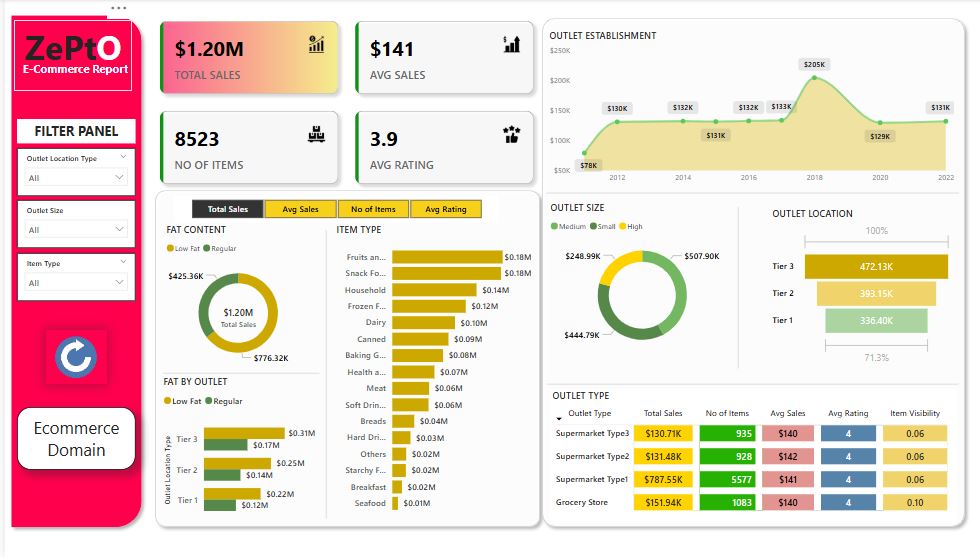 ZeptO
E-Commerce Report
FILTER PANEL
Outlet Location Type
All
Outlet Size
All
Item Type
All
Ecommerce
Domain
$1.20M
TOTAL SALES
$141
AVG SALES
8523
NO OF ITEMS
3.9
AVG RATING
Total Sales Avg Sales No of Items Avg Rating
FAT CONTENT
Low Fat Regular
$425.36K
$1.20M
Total Sales
$776.32K
FAT BY OUTLET
Low Fat Regular
Outlet Location Type
Tier 3 $0.31M
$0.17M
Tier 2 $0.25M
$0.14M
Tier 1 $0.22M
$0.12M
ITEM TYPE
Fruits an... $0.18M
Snack Fo... $0.18M
Household $0.14M
Frozen F... $0.12M
Dairy $0.10M
Canned $0.09M
Baking G... $0.08M
Health a... $0.07M
Meat $0.06M
Soft Drin... $0.06M
Breads $0.04M
Hard Dri... $0.03M
Others $0.02M
Starchy F... $0.02M
Breakfast $0.02M
Seafood $0.01M
OUTLET ESTABLISHMENT
$250K
$200K
$150K
$100K
$50K
$78K $130K $132K $131K $132K $133K $205K $129K $131K
2012 2014 2016 2018 2020 2022
OUTLET SIZE
Medium Small High
$248.99K
$507.90K
$444.79K
OUTLET LOCATION
100%
Tier 3 472.13K
Tier 2 393.15K
Tier 1 336.40K
71.3%
OUTLET TYPE
Outlet Type Total Sales No of Items Avg Sales Avg Rating Item Visibility
Supermarket Type3 $130.71K 935 $140 4 0.06
Supermarket Type2 $131.48K 928 $142 4 0.06
Supermarket Type1 $787.55K 5577 $141 4 0.06
Grocery Store $151.94K 1083 $140 4 0.10